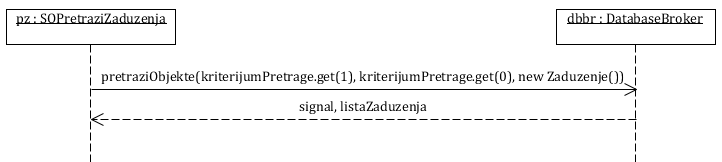 pz : SOPretraziZaduzenja
dbbr : DatabaseBroker
pretraziObjekte(kriterijumPretrage.get(1), kriterijumPretrage.get(0), new Zaduzenje())
signal, listaZaduzenja